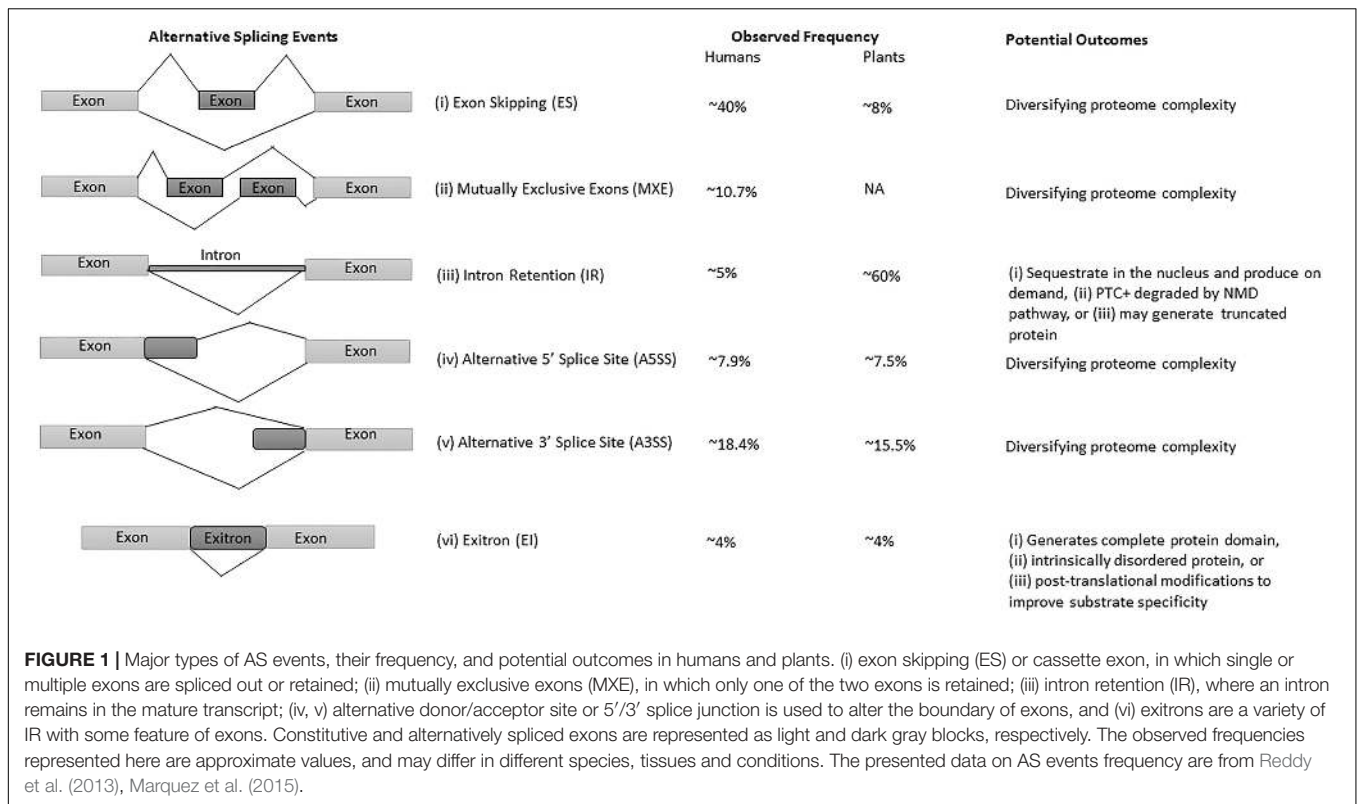 Alternative Splicing Events
Observed Frequency
Potential Outcomes
Humans
Plants
Exon
Exon
Exon
(i) Exon Skipping (ES)
~40%
~8%
Diversifying proteome complexity
Exon
Exon
Exon
Exon
(ii) Mutually Exclusive Exons (MXE)
~10.7%
NA
Diversifying proteome complexity
Intron
Exon
Exon
(iii) Intron Retention (IR)
~5%
~60%
(i) Sequestrate in the nucleus and produce on
demand, (ii) PTC+ degraded by NMD
pathway, or (iii) may generate truncated
protein
Exon
Exon
(iv) Alternative 5′ Splice Site (A5SS)
~7.9%
~7.5%
Diversifying proteome complexity
Exon
Exon
(v) Alternative 3′ Splice Site (A3SS)
~18.4%
~15.5%
Diversifying proteome complexity
Exon
Exitron
Exon
(vi) Exitron (EI)
~4%
~4%
(i) Generates complete protein domain,
(ii) intrinsically disordered protein, or
(iii) post-translational modifications to
improve substrate specificity
FIGURE 1 | Major types of AS events, their frequency, and potential outcomes in humans and plants. (i) exon skipping (ES) or cassette exon, in which single or
multiple exons are spliced out or retained; (ii) mutually exclusive exons (MXE), in which only one of the two exons is retained; (iii) intron retention (IR), where an intron
remains in the mature transcript; (iv, v) alternative donor/acceptor site or 5′/3′ splice junction is used to alter the boundary of exons, and (vi) exitrons are a variety of
IR with some feature of exons. Constitutive and alternatively spliced exons are represented as light and dark gray blocks, respectively. The observed frequencies
represented here are approximate values, and may differ in different species, tissues and conditions. The presented data on AS events frequency are from Reddy
et al. (2013), Marquez et al. (2015).